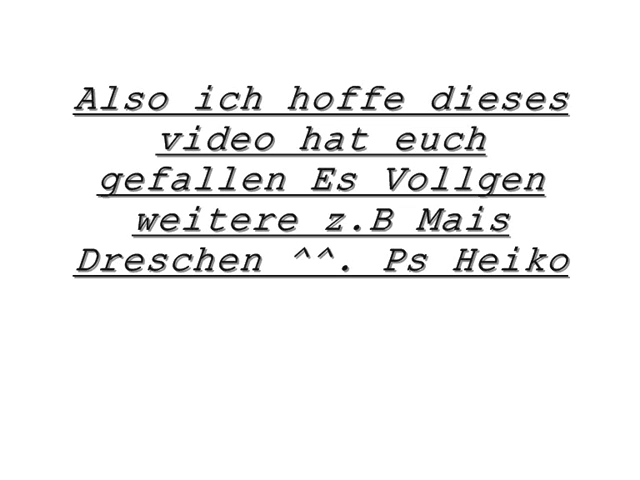 Also ich hoffe dieses
video hat euch
gefallen Es Vollgen
weitere z.B Mais
Dreschen ^^. Ps Heiko